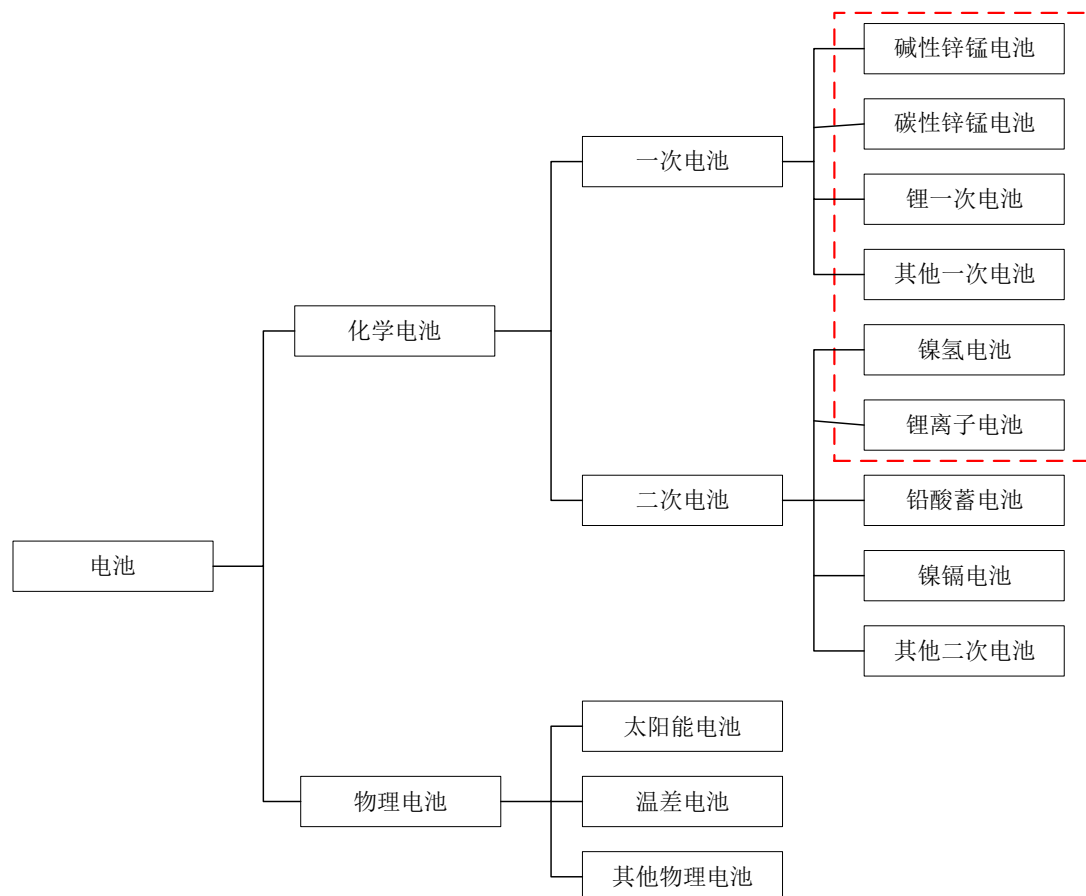 电池
化学电池
一次电池
碱性锌锰电池
碳性锌锰电池
锂一次电池
其他一次电池
二次电池
镍氢电池
锂离子电池
铅酸蓄电池
镍镉电池
其他二次电池
物理电池
太阳能电池
温差电池
其他物理电池